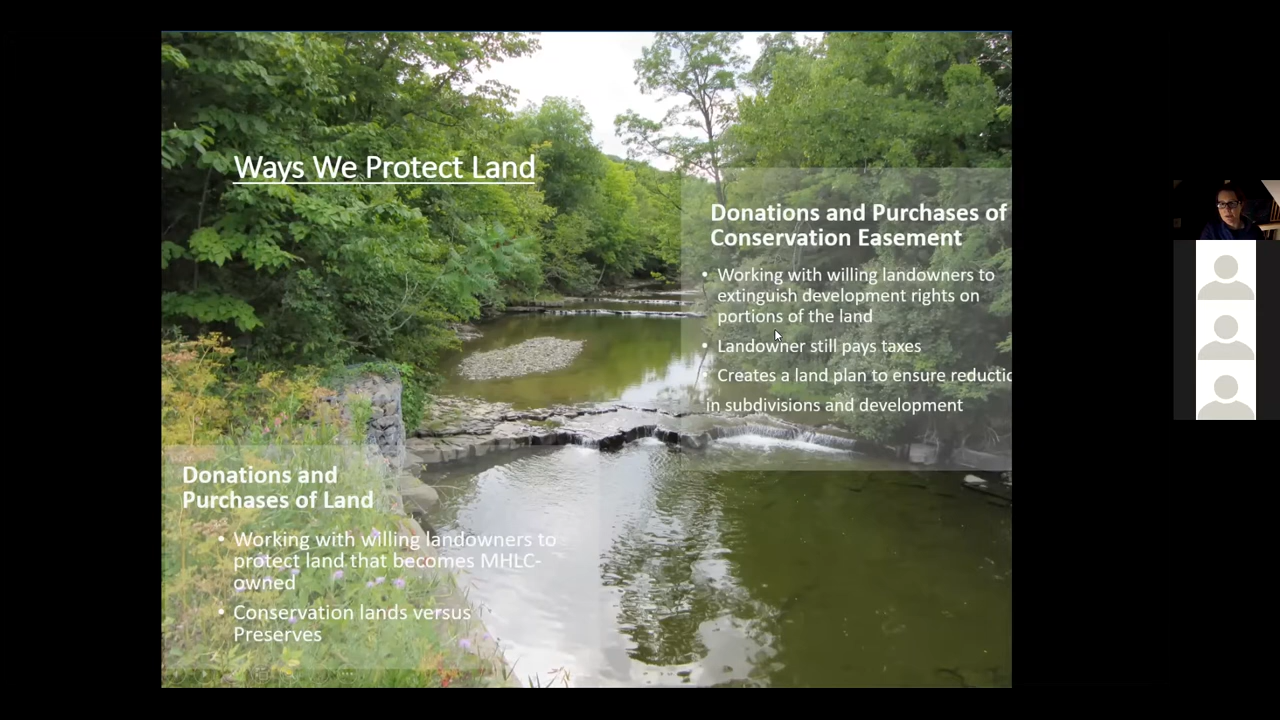 Ways We Protect Land
Donations and Purchases of
Conservation Easement
• Working with willing landowners to
extinguish development rights on
portions of the land
• Landowner still pays taxes
• Creates a land plan to ensure reductio
in subdivisions and development
Donations and
Purchases of Land
• Working with willing landowners to
protect land that becomes MHLC-
owned
• Conservation lands versus
Preserves